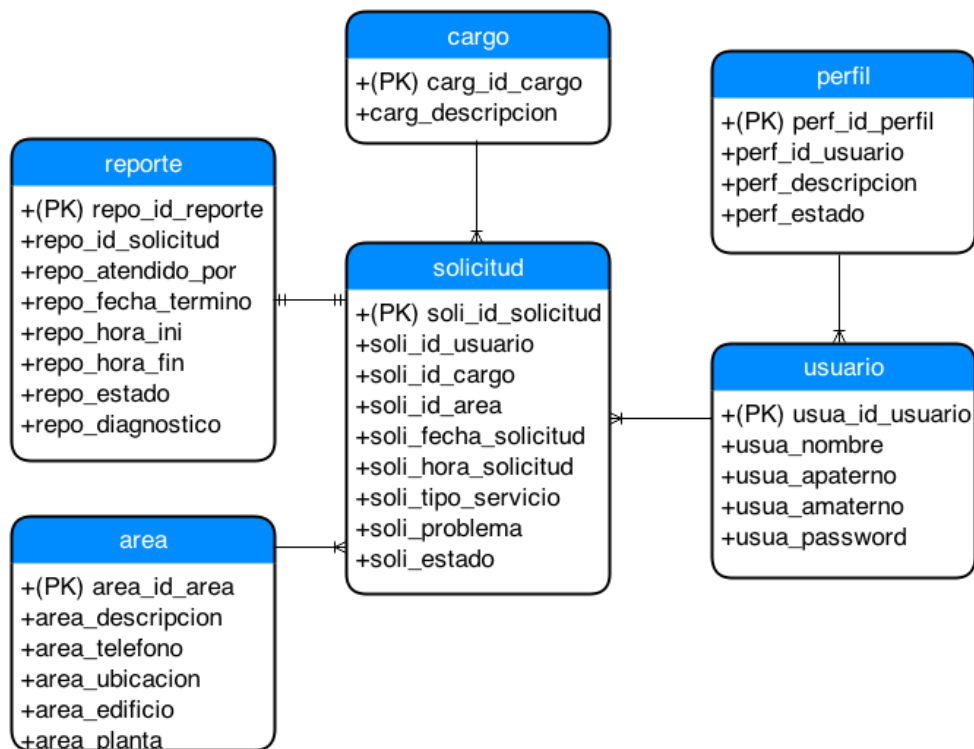 cargo
+(PK) carg_id_cargo
+carg_descripcion
perfil
+(PK) perf_id_perfil
+perf_id_usuario
+perf_descripcion
+perf_estado
reporte
+(PK) repo_id_reporte
+repo_id_solicitud
+repo_atendido_por
+repo_fecha_termino
+repo_hora_ini
+repo_hora_fin
+repo_estado
+repo_diagnostico
solicitud
+(PK) soli_id_solicitud
+soli_id_usuario
+soli_id_cargo
+soli_id_area
+soli_fecha_solicitud
+soli_hora_solicitud
+soli_tipo_servicio
+soli_problema
+soli_estado
usuario
+(PK) usua_id_usuario
+usua_nombre
+usua_apaterno
+usua_amaterno
+usua_password
area
+(PK) area_id_area
+area_descripcion
+area_telefono
+area_ubicacion
+area_edificio
+area_planta